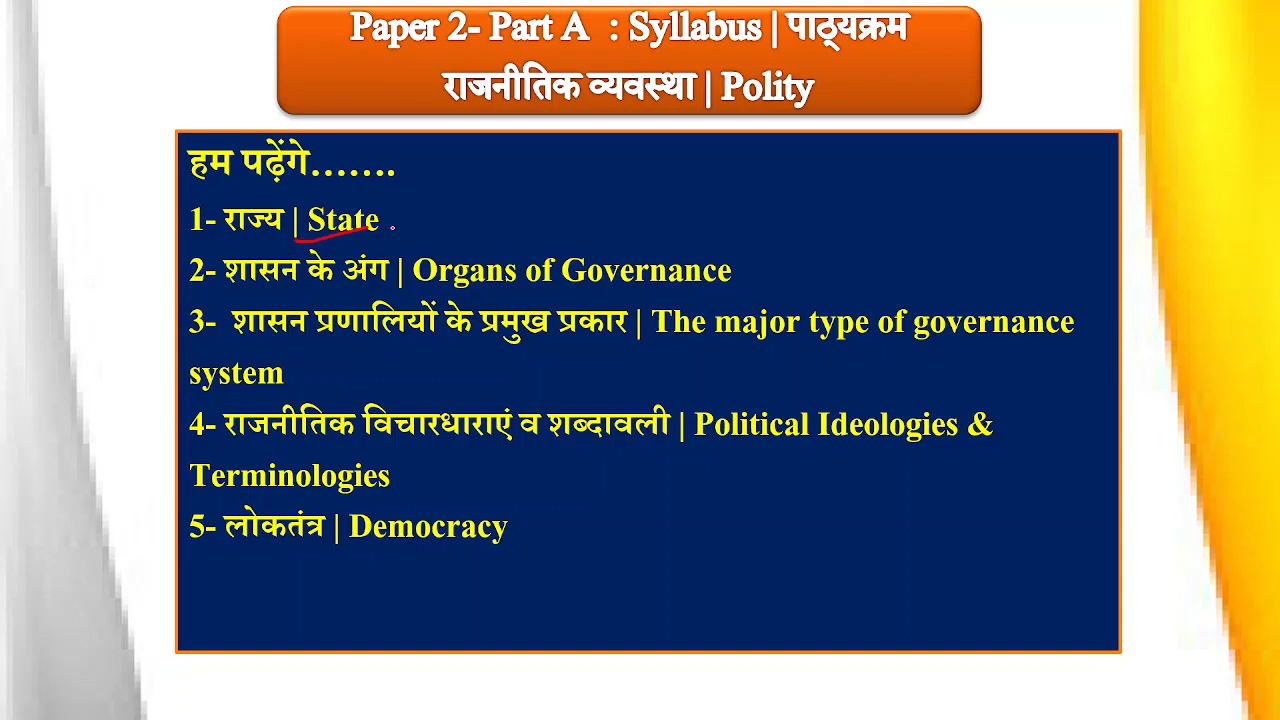 Paper 2- Part A : Syllabus | पाठ्यक्रम
राजनीतिक व्यवस्था | Polity
हम पढ़ेंगे.......
1- राज्य | State
2- शासन के अंग | Organs of Governance
3- शासन प्रणालियों के प्रमुख प्रकार | The major type of governance
system
4- राजनीतिक विचारधाराएं व शब्दावली | Political Ideologies &
Terminologies
5- लोकतंत्र | Democracy